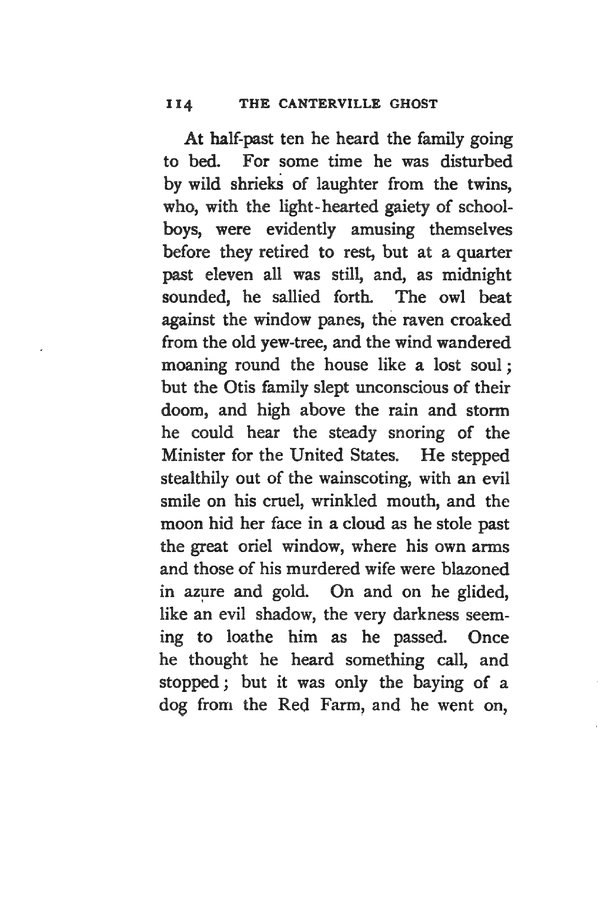 114 THE CANTERVILLE GHOST
At half-past ten he heard the family going
to bed. For some time he was disturbed
by wild shrieks of laughter from the twins,
who, with the light-hearted gaiety of school-
boys, were evidently amusing themselves
before they retired to rest, but at a quarter
past eleven all was still, and, as midnight
sounded, he sallied forth. The owl beat
against the window panes, the raven croaked
from the old yew-tree, and the wind wandered
moaning round the house like a lost soul;
but the Otis family slept unconscious of their
doom, and high above the rain and storm
he could hear the steady snoring of the
Minister for the United States. He stepped
stealthily out of the wainscoting, with an evil
smile on his cruel, wrinkled mouth, and the
moon hid her face in a cloud as he stole past
the great oriel window, where his own arms
and those of his murdered wife were blazoned
in azure and gold. On and on he glided,
like an evil shadow, the very darkness seem-
ing to loathe him as he passed. Once
he thought he heard something call, and
stopped; but it was only the baying of a
dog from the Red Farm, and he went on,